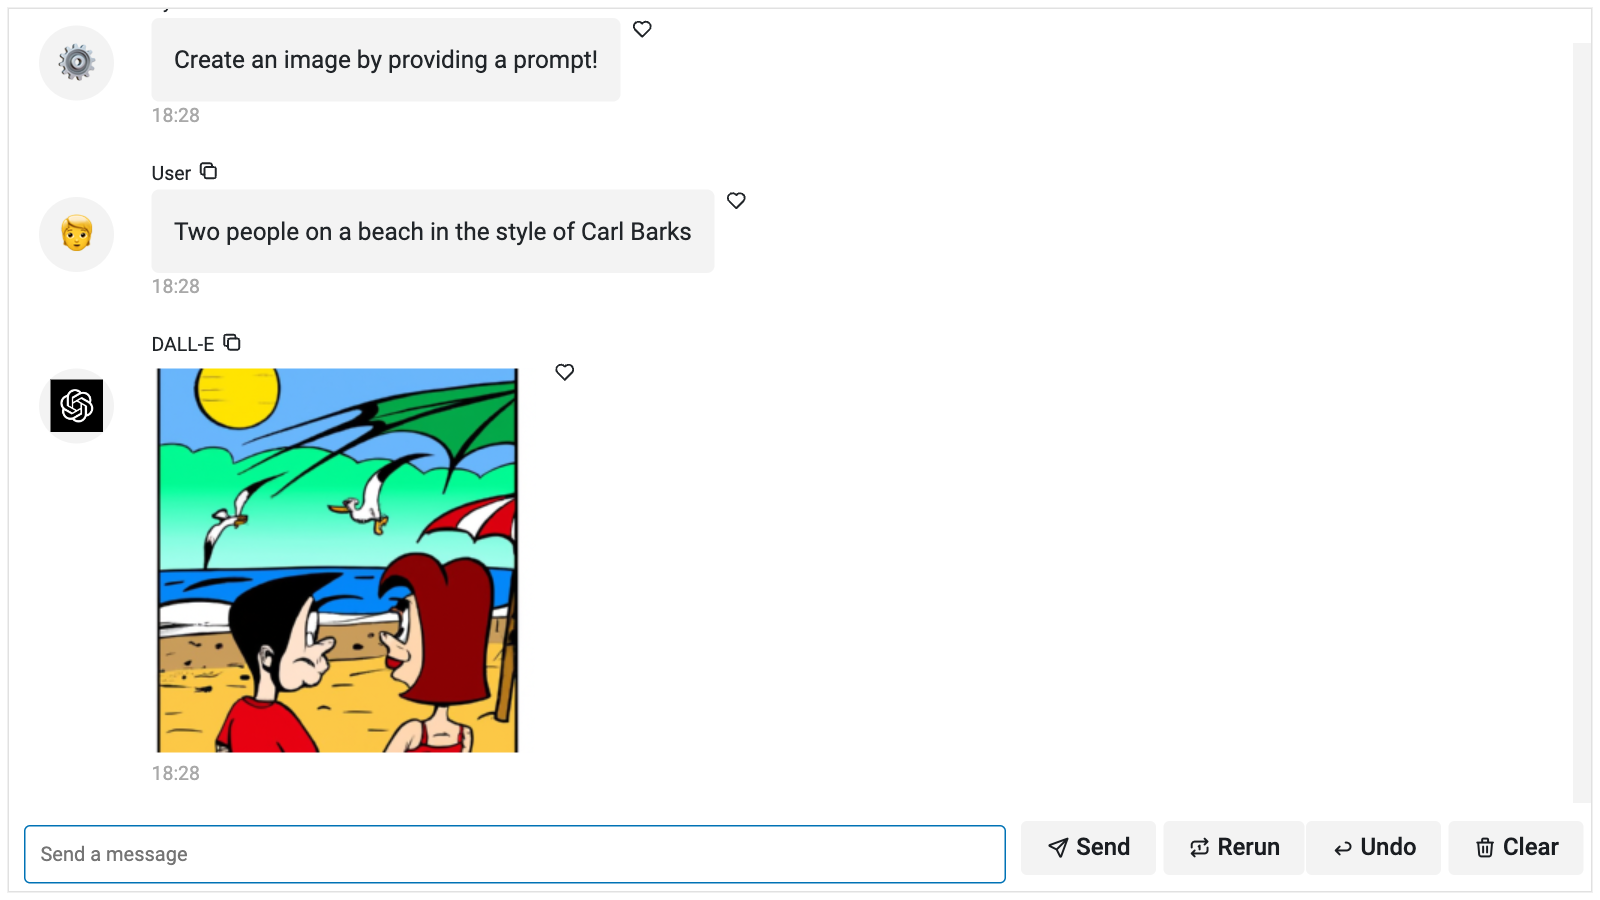 Create an image by providing a prompt!
18:28
User
Two people on a beach in the style of Carl Barks
18:28
DALL-E
18:28
Send a message
Send
Rerun
Undo
Clear